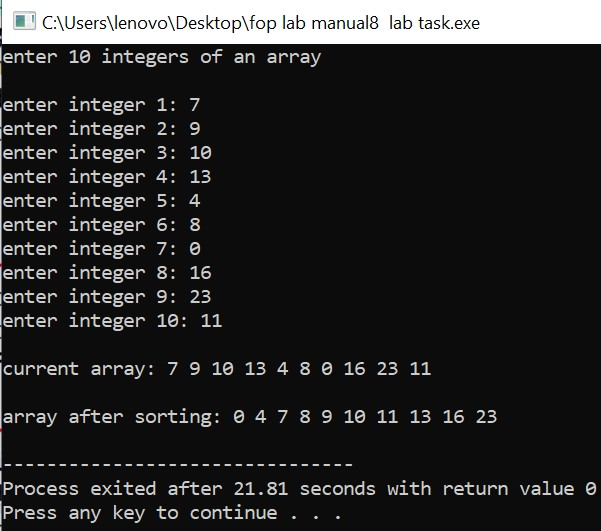 C:\Users\lenovo\Desktop\fop lab manual8  lab task.exe
enter 10 integers of an array
enter integer 1: 7
enter integer 2: 9
enter integer 3: 10
enter integer 4: 13
enter integer 5: 4
enter integer 6: 8
enter integer 7: 0
enter integer 8: 16
enter integer 9: 23
enter integer 10: 11
current array: 7 9 10 13 4 8 0 16 23 11
array after sorting: 0 4 7 8 9 10 11 13 16 23
--------------------------------
Process exited after 21.81 seconds with return value 0
Press any key to continue . . .